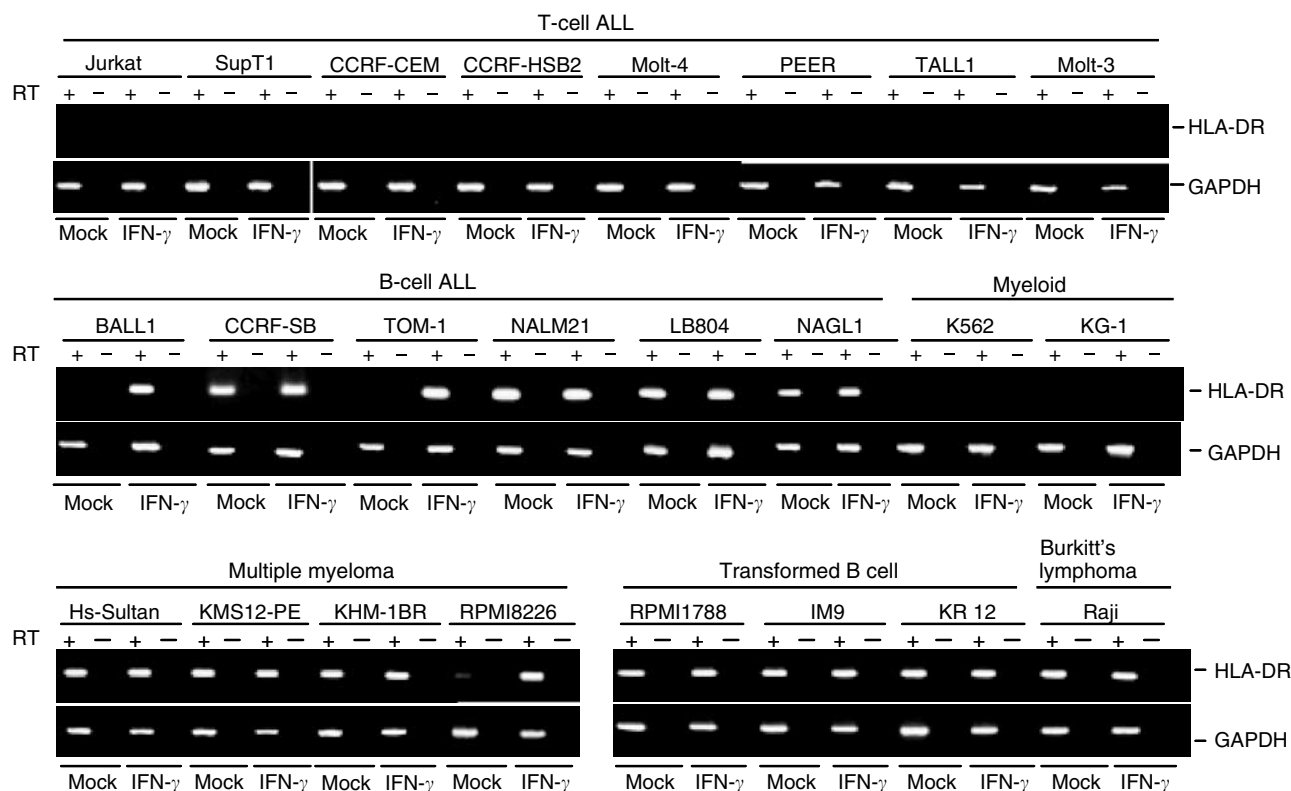 T-cell ALL
Jurkat SupT1 CCRF-CEM CCRF-HSB2 Molt-4 PEER TALL1 Molt-3
RT + − + − + − + − + − + − + − + − + − + − + − + − + − + − + − + −
HLA-DR
GAPDH
Mock IFN-γ Mock IFN-γ Mock IFN-γ Mock IFN-γ Mock IFN-γ Mock IFN-γ Mock IFN-γ Mock IFN-γ
B-cell ALL Myeloid
BALL1 CCRF-SB TOM-1 NALM21 LB804 NAGL1 K562 KG-1
RT + − + − + − + − + − + − + − + − + − + − + − + − + − + − + − + −
HLA-DR
GAPDH
Mock IFN-γ Mock IFN-γ Mock IFN-γ Mock IFN-γ Mock IFN-γ Mock IFN-γ Mock IFN-γ Mock IFN-γ
Burkitt's
Multiple myeloma Transformed B cell lymphoma
Hs-Sultan KMS12-PE KHM-1BR RPMI8226 RPMI1788 IM9 KR 12 Raji
RT + − + − + − + − + − + − + − + − + − + − + − + − + − + − + − + −
HLA-DR
GAPDH
Mock IFN-γ Mock IFN-γ Mock IFN-γ Mock IFN-γ Mock IFN-γ Mock IFN-γ Mock IFN-γ Mock IFN-γ